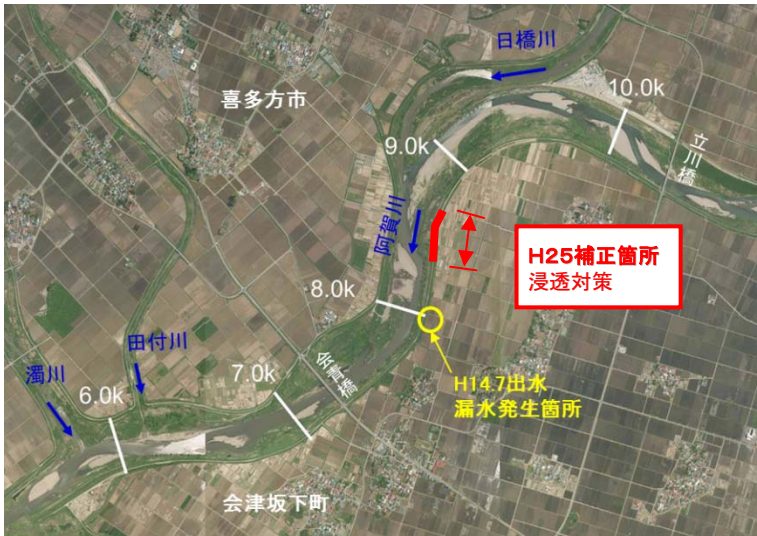 日橋川
10.0k
喜多方市
9.0k
立川橋
阿賀川
H25補正箇所
浸透対策
8.0k
田付川
会青橋
濁川
7.0k
6.0k
H14.7出水
漏水発生箇所
会津坂下町